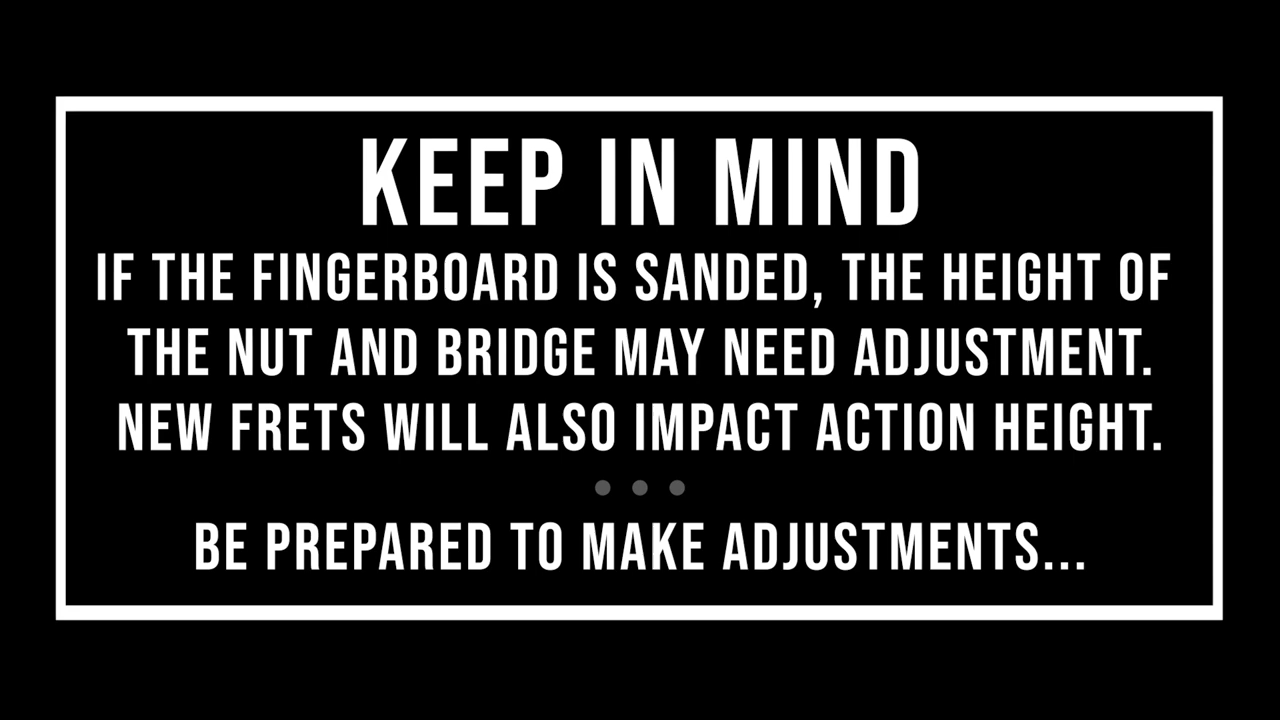 KEEP IN MIND
IF THE FINGERBOARD IS SANDED, THE HEIGHT OF
THE NUT AND BRIDGE MAY NEED ADJUSTMENT.
NEW FRETS WILL ALSO IMPACT ACTION HEIGHT.
• • •
BE PREPARED TO MAKE ADJUSTMENTS...